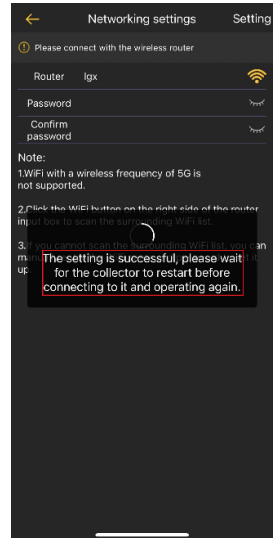 Networking settings Setting
Please connect with the wireless router
Router lgx
Password
Confirm
password
Note:
1.WiFi with a wireless frequency of 5G is
not supported.
2.Click the WiFi button on the right side of the router
input box to scan the surrounding WiFi list.
3.If you cannot scan the surrounding WiFi list, you can
up.
The setting is successful, please wait
for the collector to restart before
connecting to it and operating again.